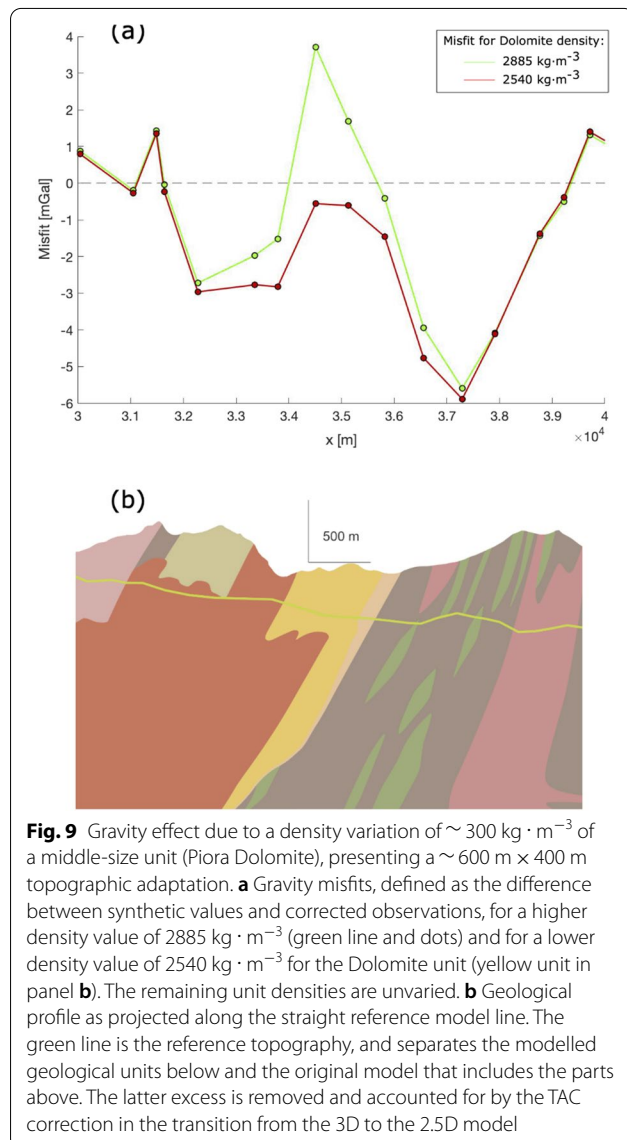 (a)
Misfit for Dolomite density:
2885 kg·m⁻³
2540 kg·m⁻³
4
3
2
1
0
-1
-2
-3
-4
-5
-6
Misfit [mGal]
3 3.1 3.2 3.3 3.4 3.5 3.6 3.7 3.8 3.9 4
x [m]
×10⁴
(b)
500 m
Fig. 9 Gravity effect due to a density variation of ~ 300 kg · m⁻³ of
a middle-size unit (Piora Dolomite), presenting a ~ 600 m × 400 m
topographic adaptation. a Gravity misfits, defined as the difference
between synthetic values and corrected observations, for a higher
density value of 2885 kg · m⁻³ (green line and dots) and for a lower
density value of 2540 kg · m⁻³ for the Dolomite unit (yellow unit in
panel b). The remaining unit densities are unvaried. b Geological
profile as projected along the straight reference model line. The
green line is the reference topography, and separates the modelled
geological units below and the original model that includes the parts
above. The latter excess is removed and accounted for by the TAC
correction in the transition from the 3D to the 2.5D model